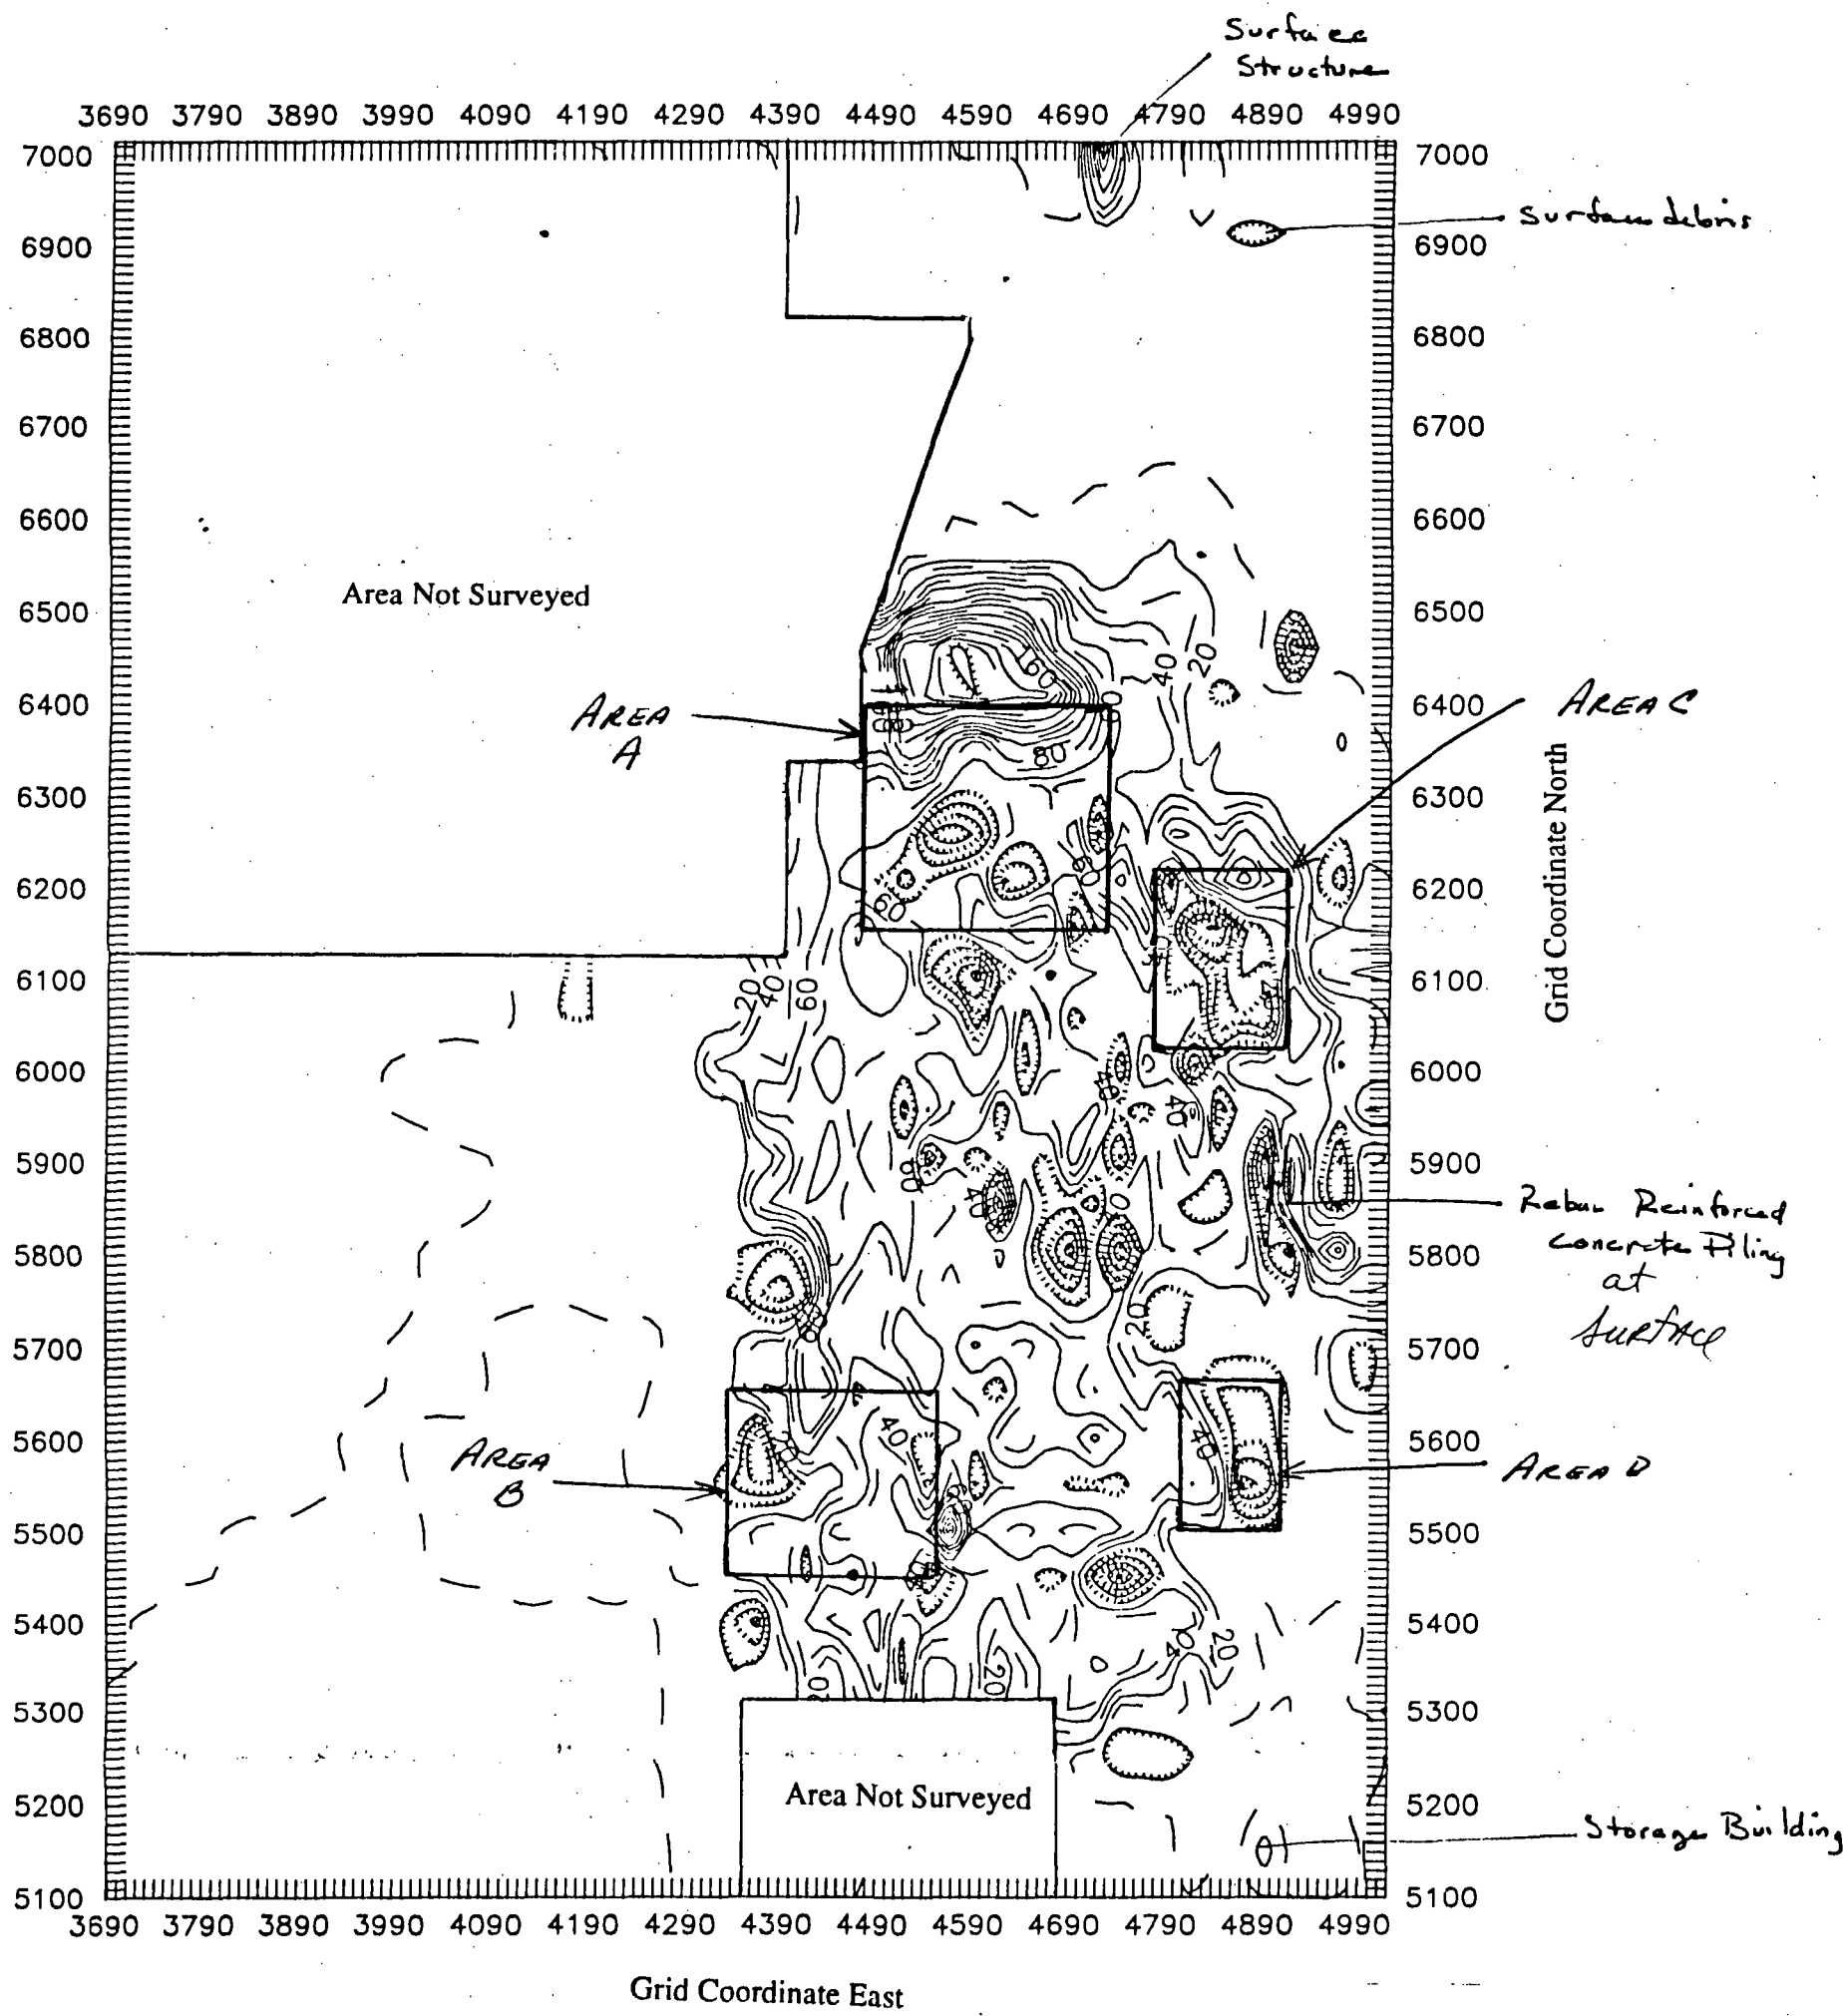 Surface
Structure
3690 3790 3890 3990 4090 4190 4290 4390 4490 4590 4690 4790 4890 4990
7000 7000
Surface debris
6900 6900
6800 6800
6700 6700
6600 6600
Area Not Surveyed
6500 6500
160
40
20
6400 6400
AREA
A
AREA C
80
6300 6300
Grid Coordinate North
60
6200 6200
60
6100 6100
20
40
60
6000 6000
40
40
5900 5900
60
40
Rebar Reinforced
Concrete Piling
at
Surface
5800 5800
20
5700 5700
5600 5600
40
40
AREA
B
AREA D
5500 5500
5400 5400
40
20
20
20
5300 5300
Area Not Surveyed
5200 5200
Storage Building
5100 5100
3690 3790 3890 3990 4090 4190 4290 4390 4490 4590 4690 4790 4890 4990
Grid Coordinate East